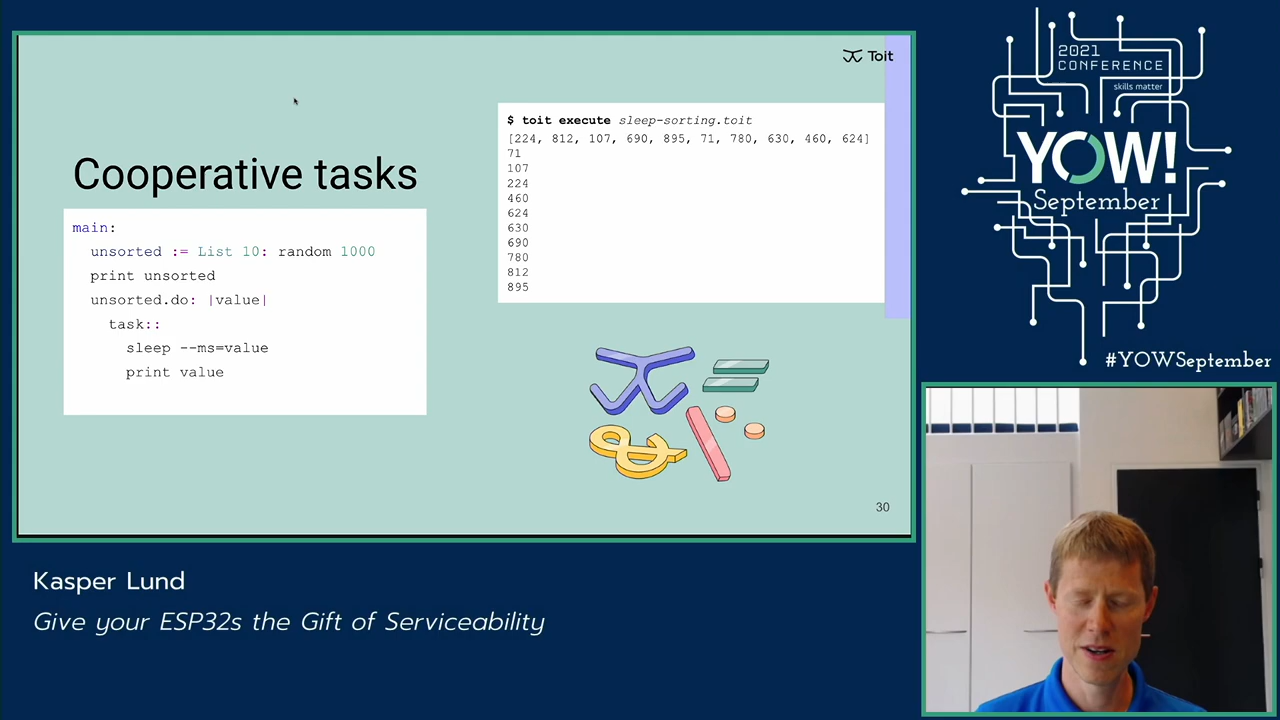 Toit
Cooperative tasks
main:
unsorted := List 10: random 1000
print unsorted
unsorted.do: |value|
task::
sleep --ms=value
print value
$ toit execute sleep-sorting.toit
[224, 812, 107, 690, 895, 71, 780, 630, 460, 624]
71
107
224
460
624
630
690
780
812
895
30
2021
CONFERENCE
skills matter
YOW!
September
#YOWSeptember
Kasper Lund
Give your ESP32s the Gift of Serviceability